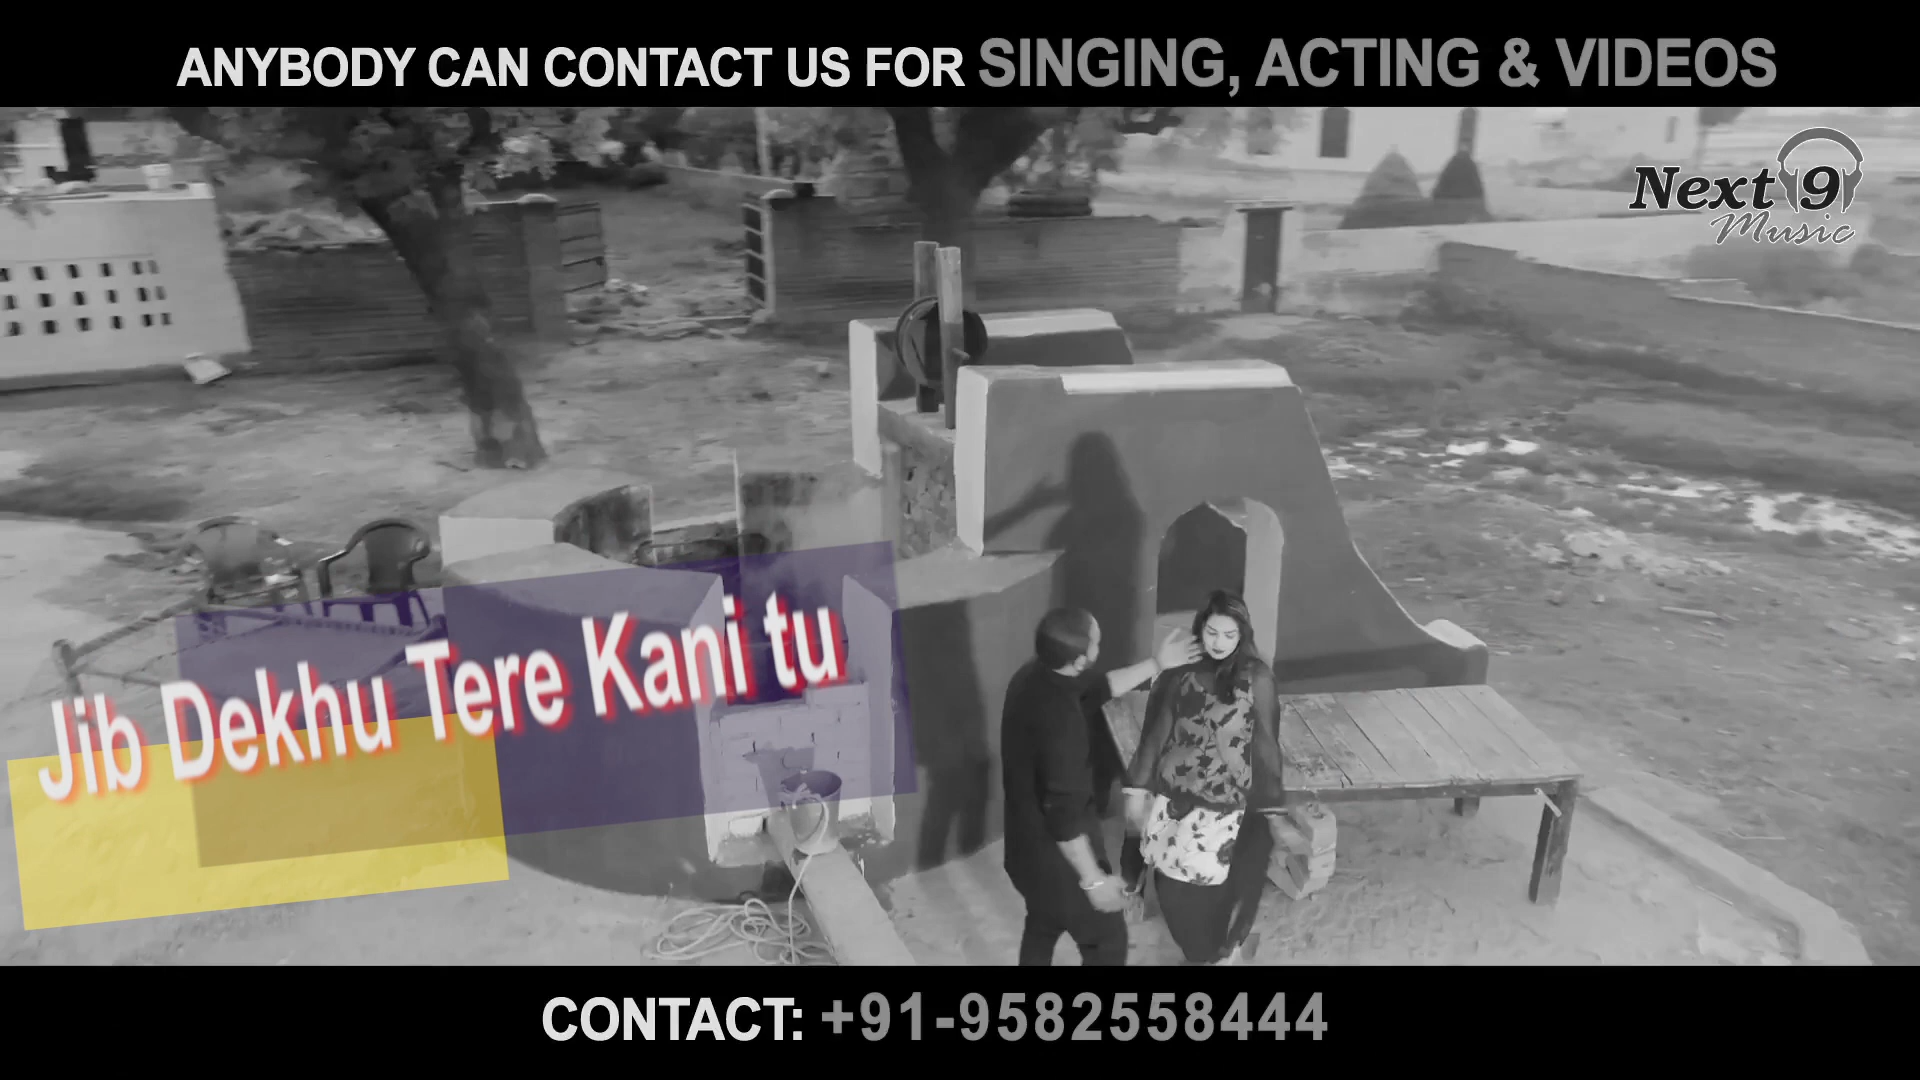 ANYBODY CAN CONTACT US FOR SINGING, ACTING & VIDEOS
Next 9
Music
Jib Dekhu Tere Kani tu
CONTACT: +91-9582558444